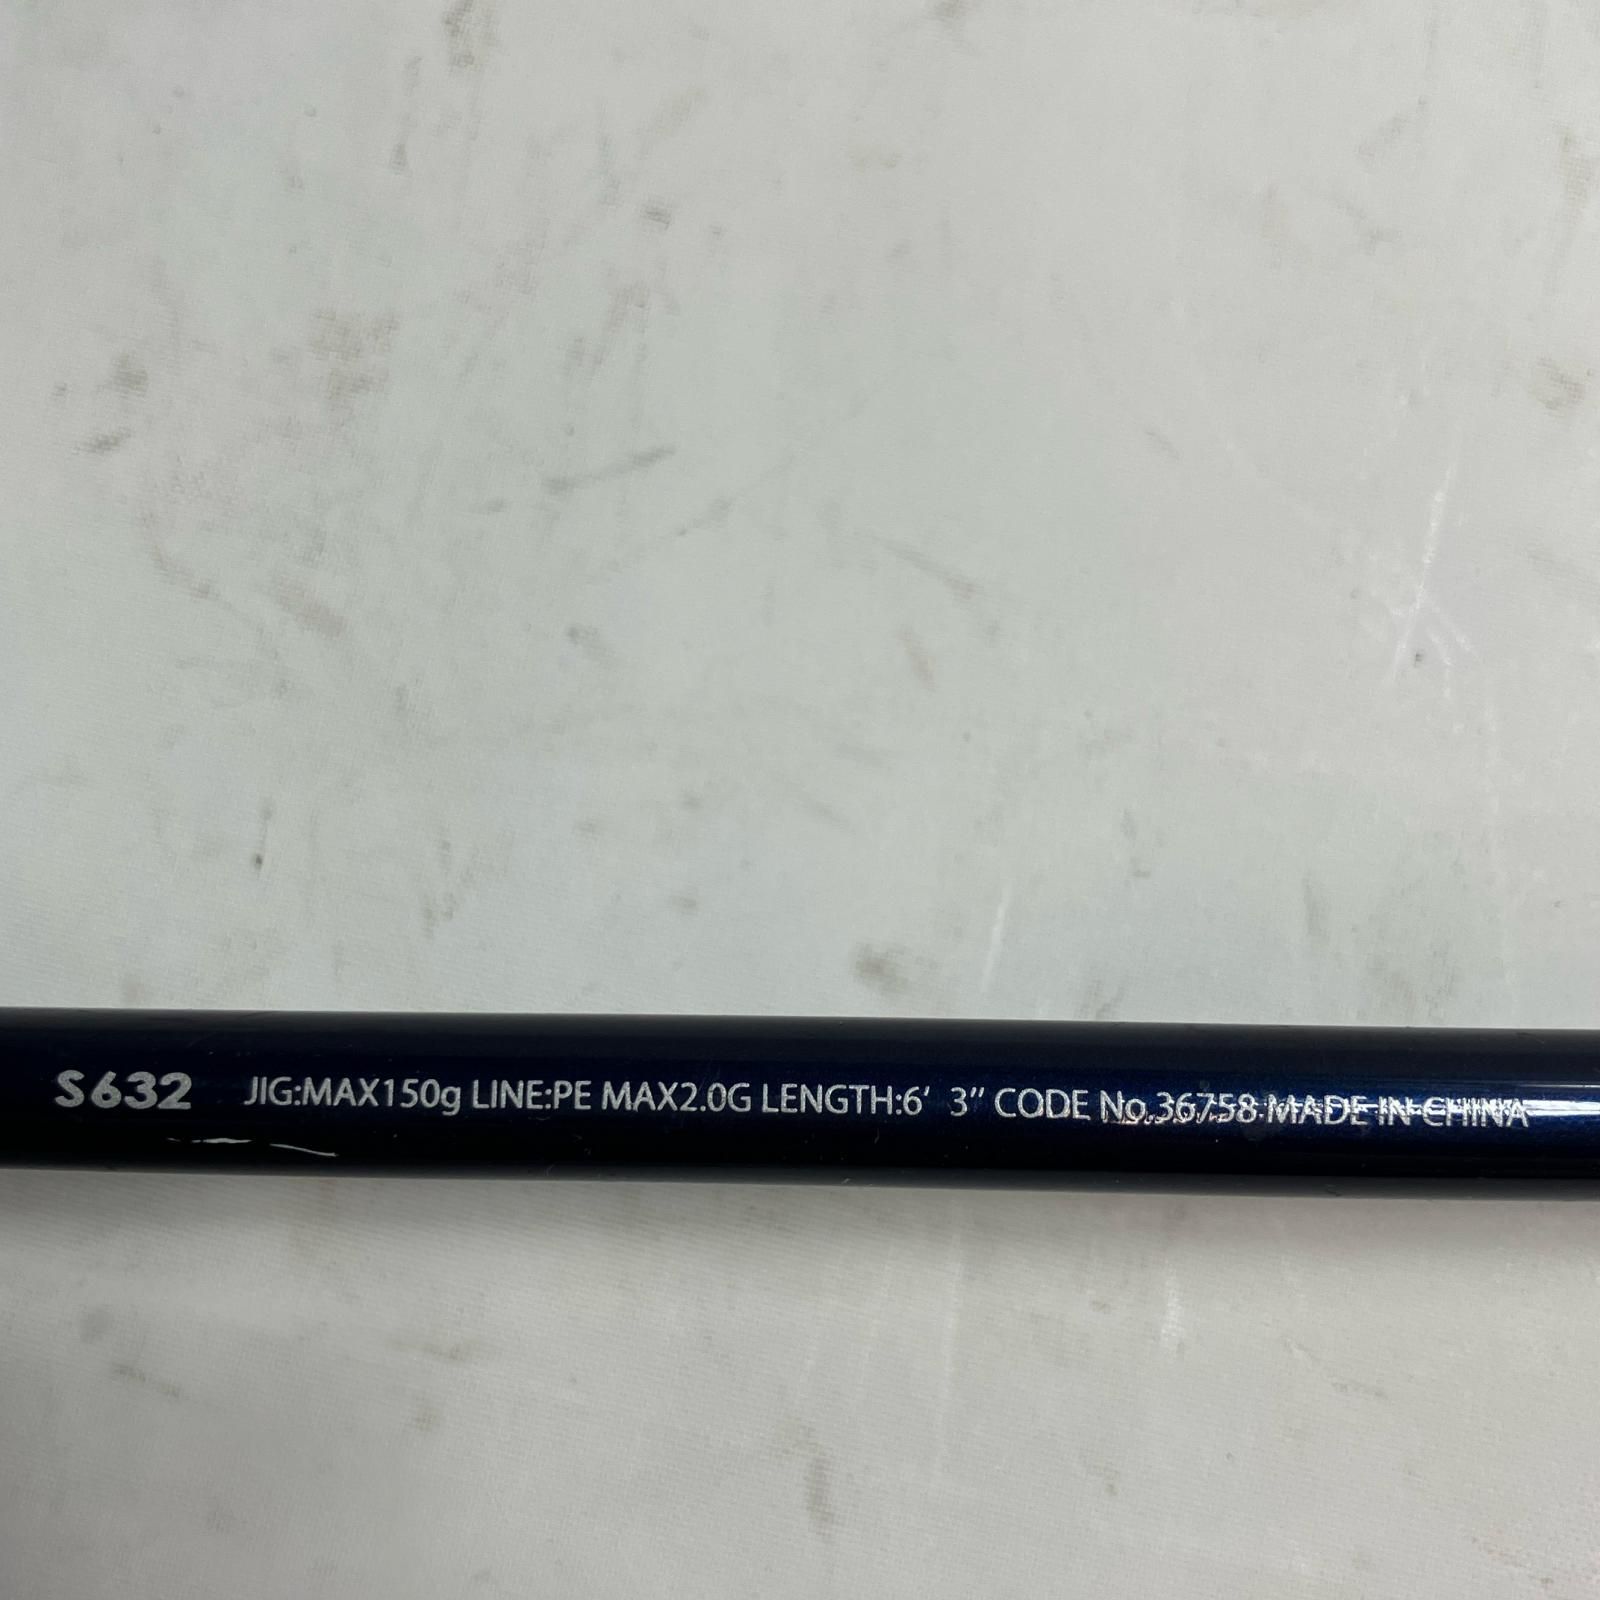 S632 JIG:MAX150g LINE:PE MAX2.0G LENGTH:6' 3" CODE No.36758 MADE IN CHINA